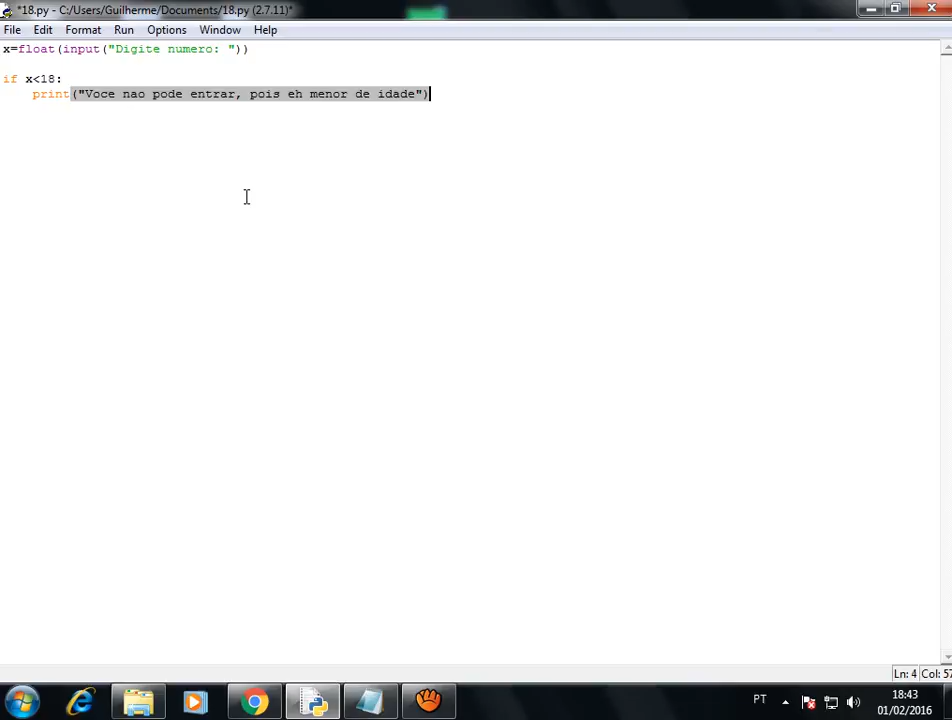 *18.py - C:/Users/Guilherme/Documents/18.py (2.7.11)*
File Edit Format Run Options Window Help
x=float(input("Digite numero: "))
if x<18:
print("Voce nao pode entrar, pois eh menor de idade")
Ln: 4 Col: 57
PT 18:43
01/02/2016